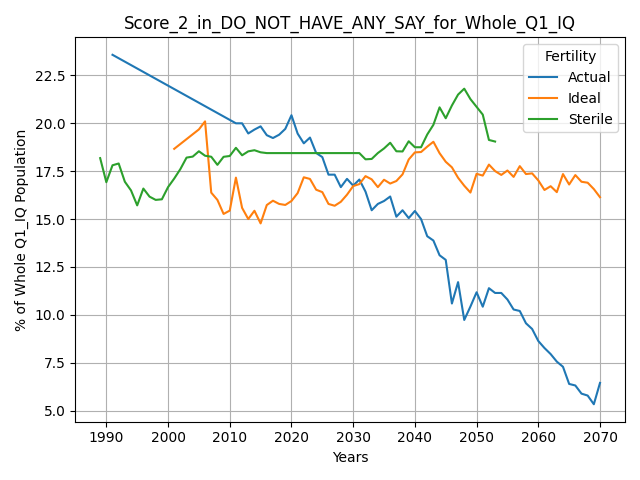 Score_2_in_DO_NOT_HAVE_ANY_SAY_for_Whole_Q1_IQ
Fertility
Actual
Ideal
Sterile
% of Whole Q1_IQ Population
22.5
20.0
17.5
15.0
12.5
10.0
7.5
5.0
1990 2000 2010 2020 2030 2040 2050 2060 2070
Years